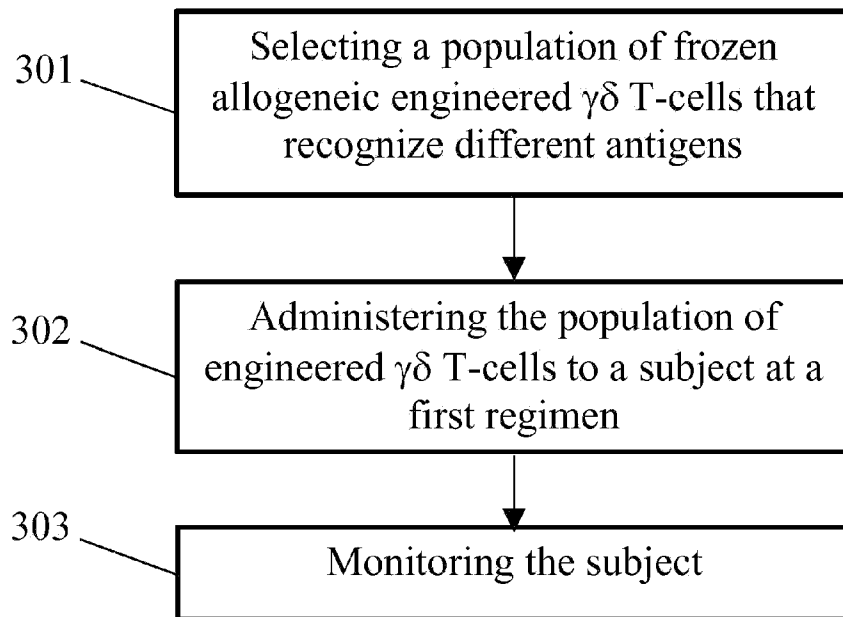 301
Selecting a population of frozen
allogeneic engineered γδ T-cells that
recognize different antigens
302
Administering the population of
engineered γδ T-cells to a subject at a
first regimen
303
Monitoring the subject